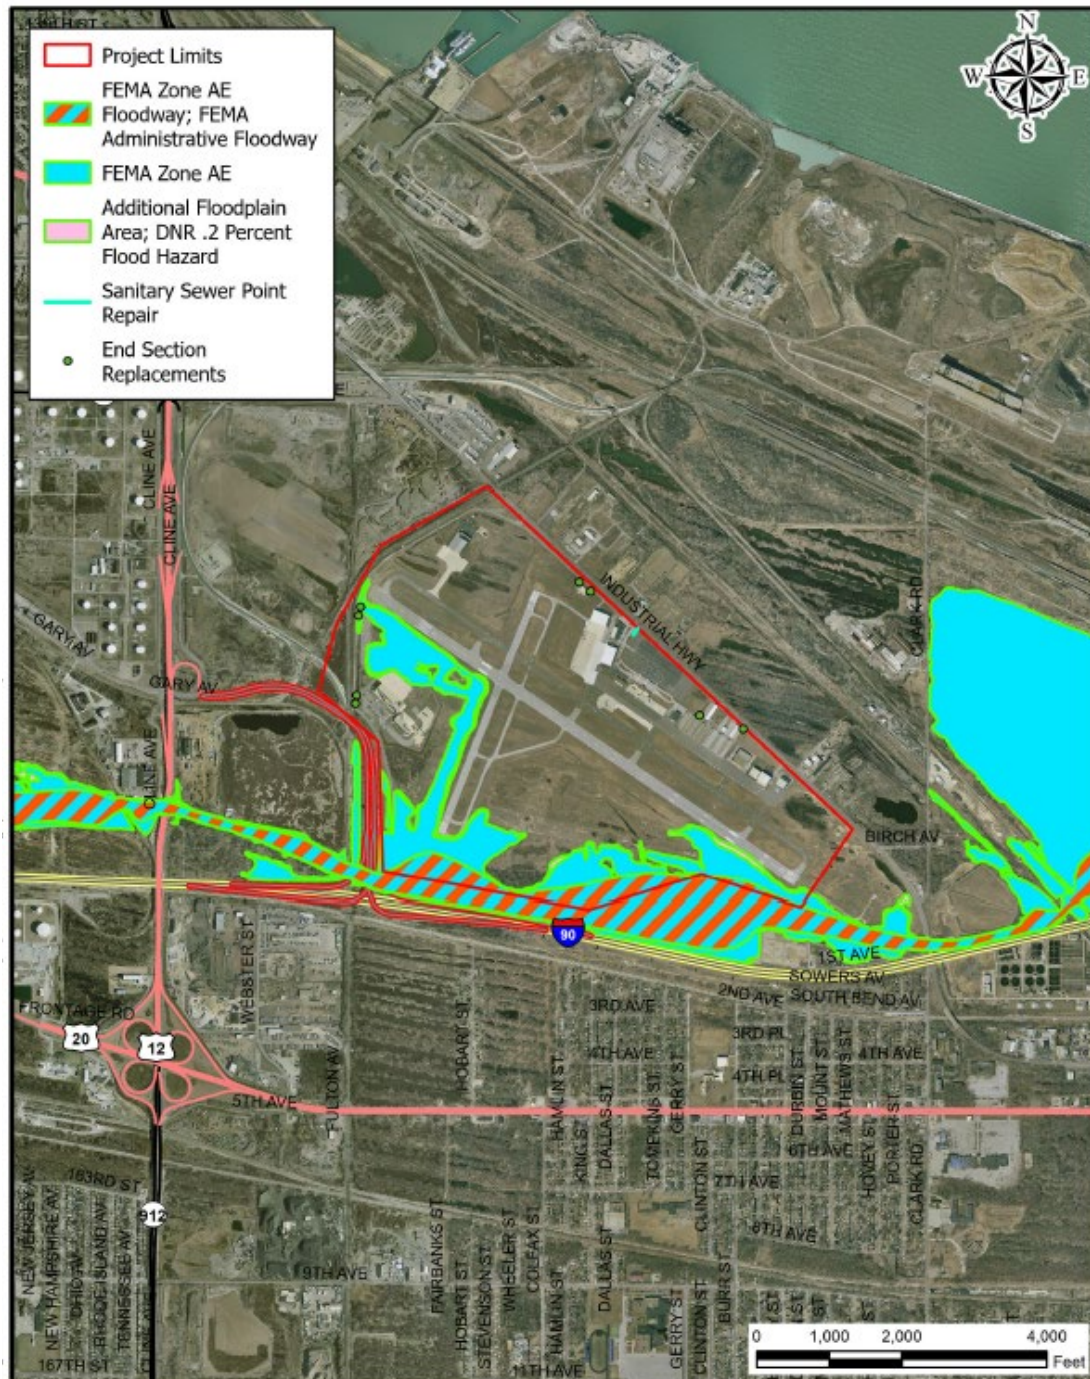 139TH ST
Project Limits
FEMA Zone AE
Floodway; FEMA
Administrative Floodway
FEMA Zone AE
Additional Floodplain
Area; DNR .2 Percent
Flood Hazard
Sanitary Sewer Point
Repair
End Section
Replacements
N
W
E
S
CLINE AVE
CLINE AVE
GARY AV
GARY AV
CLINE AVE
INDUSTRIAL HWY
CLARK RD
BIRCH AV
90
1ST AVE
SOWERS AV
2ND AVE
SOUTH BEND AV
WEBSTER ST
FRONTAGE RD
20
12
5TH AVE
FULTON AV
HOBART ST
HAMLIN ST
3RD AVE
4TH AVE
3RD PL
4TH PL
4TH AVE
KING ST
DALLAS ST
TOMPKINS ST
GERRY ST
CLINTON ST
DURBIN ST
MOUNT ST
MATHEWS ST
HOVEY ST
PORTER ST
CLARK RD
6TH AVE
7TH AVE
8TH AVE
163RD ST
912
NEW JERSEY AV
NEW HAMPSHIRE AV
OHIO AV
RHODE ISLAND AV
TENNESSEE AV
9TH AVE
FAIRBANKS ST
HOBART ST
STEVENSON ST
WHEELER ST
COLFAX ST
HAMLIN ST
DALLAS ST
GERRY ST
CLINTON ST
BURR ST
167TH ST
11TH AVE
0 1,000 2,000 4,000
Feet